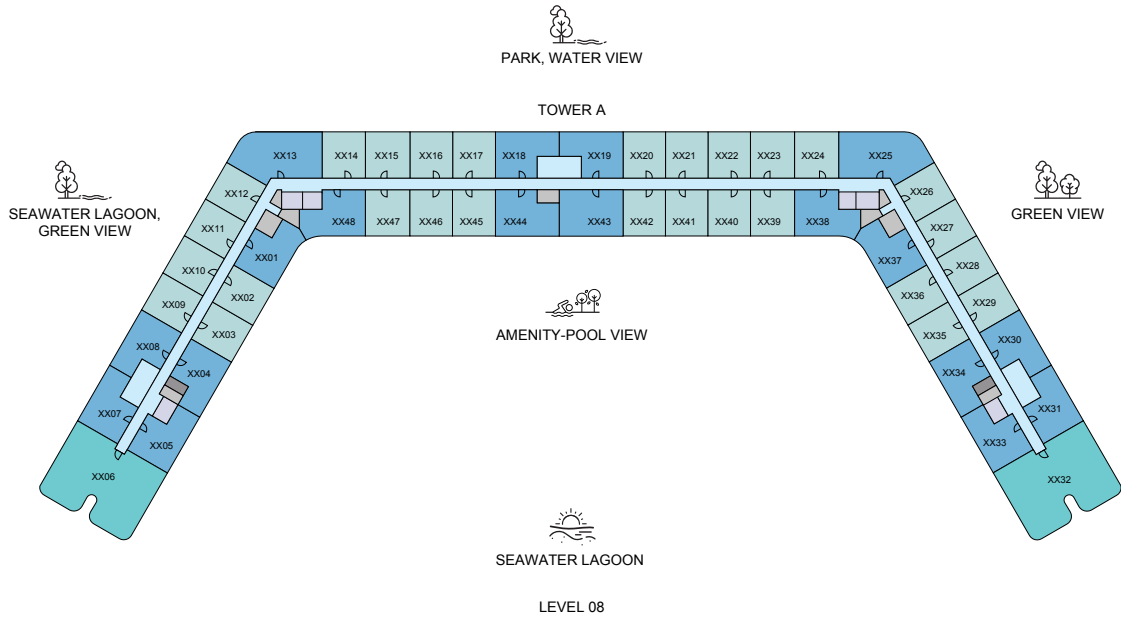 PARK, WATER VIEW
TOWER A
XX13
XX14
XX15
XX16
XX17
XX18
XX19
XX20
XX21
XX22
XX23
XX24
XX25
XX12
XX26
SEAWATER LAGOON,
GREEN VIEW
GREEN VIEW
XX48
XX47
XX46
XX45
XX44
XX43
XX42
XX41
XX40
XX39
XX38
XX11
XX27
XX01
XX37
XX10
XX28
XX02
XX36
XX09
XX29
XX03
XX35
AMENITY-POOL VIEW
XX08
XX30
XX04
XX34
XX07
XX31
XX05
XX33
XX06
XX32
SEAWATER LAGOON
LEVEL 08